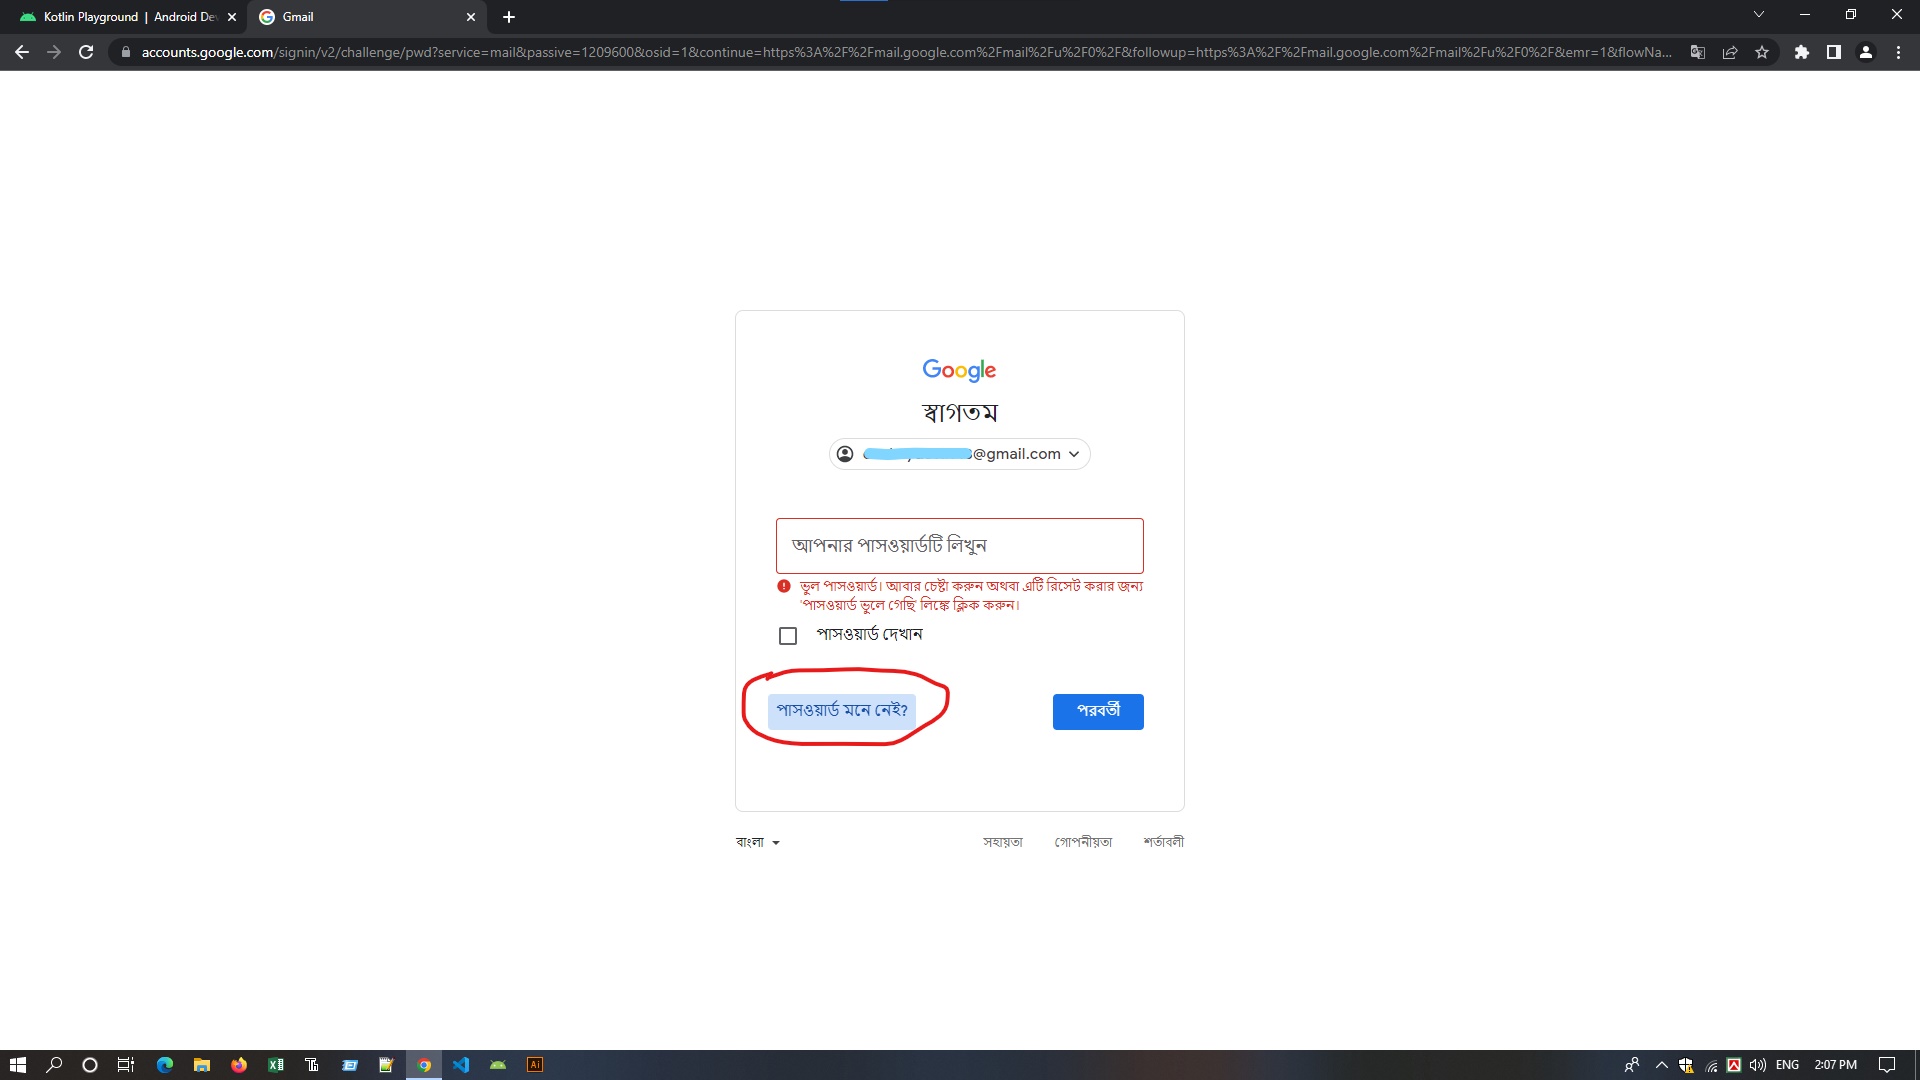 Kotlin Playground | Android De
Gmail
accounts.google.com/signin/v2/challenge/pwd?service=mail&passive=1209600&osid=1&continue=https%3A%2F%2Fmail.google.com%2Fmail%2Fu%2F0%2F&followup=https%3A%2F%2Fmail.google.com%2Fmail%2Fu%2F0%2F&emr=1&flowNa...
Google
স্বাগতম
@gmail.com
আপনার পাসওয়ার্ডটি লিখুন
ভুল পাসওয়ার্ড। আবার চেষ্টা করুন অথবা এটি রিসেট করার জন্য
'পাসওয়ার্ড ভুলে গেছি' লিঙ্কে ক্লিক করুন।
পাসওয়ার্ড দেখান
পাসওয়ার্ড মনে নেই?
পরবর্তী
বাংলা
সহায়তা গোপনীয়তা শর্তাবলী
Ai
ENG 2:07 PM